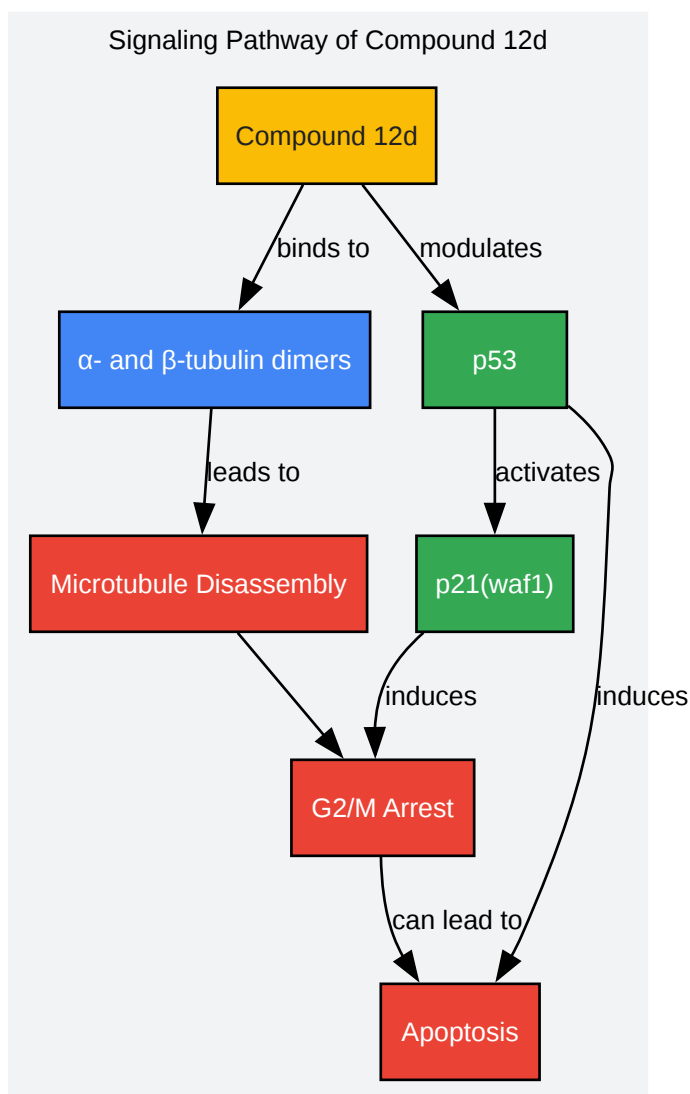 Signaling Pathway of Compound 12d
Compound 12d
binds to
modulates
α- and β-tubulin dimers
p53
leads to
activates
Microtubule Disassembly
p21(waf1)
induces
induces
G2/M Arrest
can lead to
Apoptosis